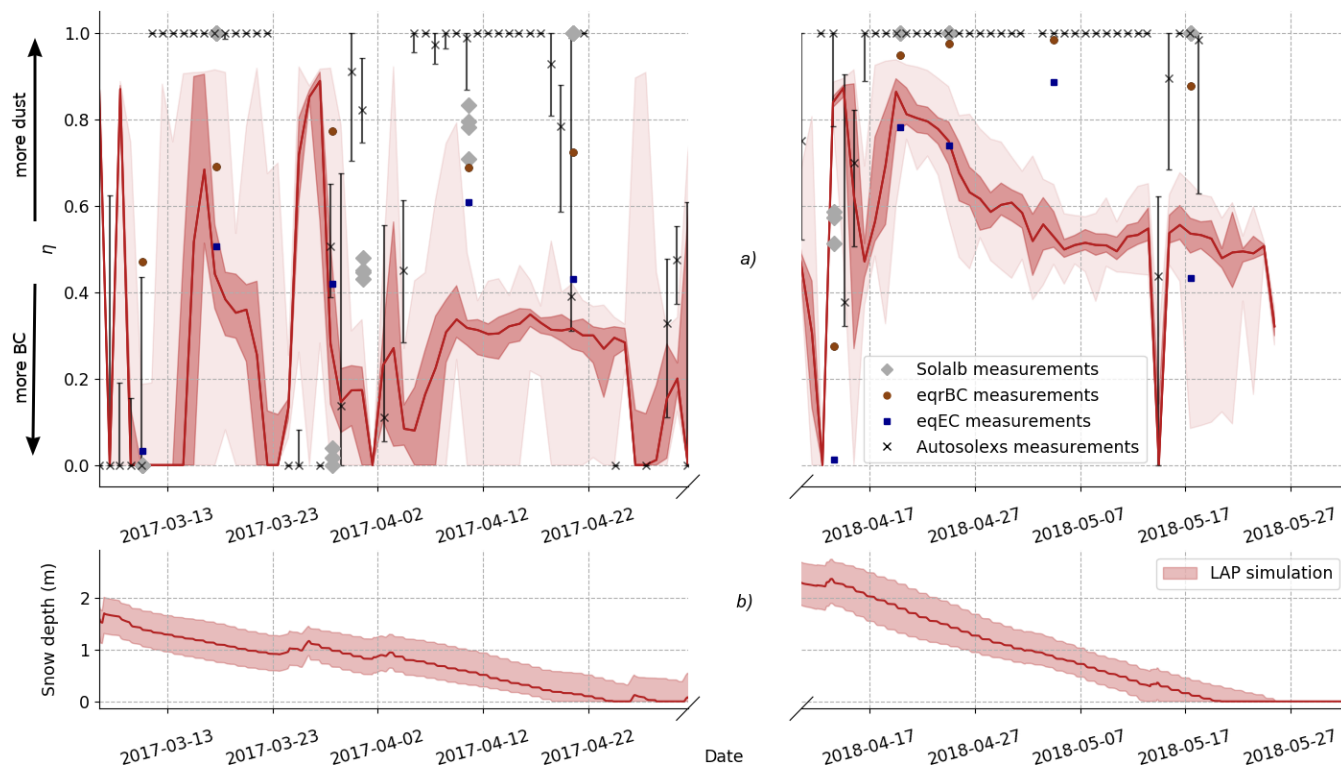 more dust
η
more BC
1.0
0.8
0.6
0.4
0.2
0.0
a)
Solalb measurements
eqrBC measurements
eqEC measurements
Autosolexs measurements
2017-03-13
2017-03-23
2017-04-02
2017-04-12
2017-04-22
2018-04-17
2018-04-27
2018-05-07
2018-05-17
2018-05-27
Snow depth (m)
2
1
0
b)
LAP simulation
2017-03-13
2017-03-23
2017-04-02
2017-04-12
2017-04-22
Date
2018-04-17
2018-04-27
2018-05-07
2018-05-17
2018-05-27